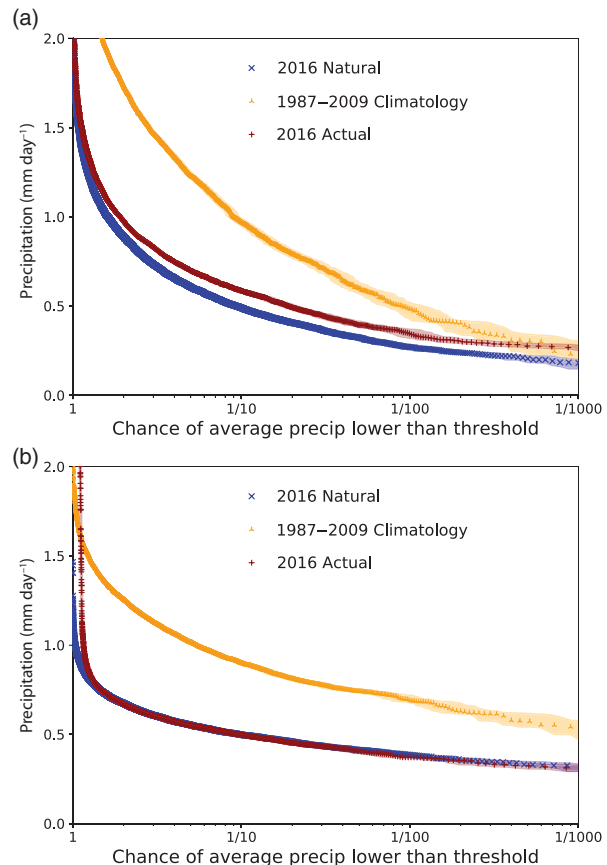 (a)
2.0
2016 Natural
1987−2009 Climatology
1.5
2016 Actual
Precipitation (mm day⁻¹)
1.0
0.5
0.0
1 1/10 1/100 1/1000
Chance of average precip lower than threshold
(b)
2.0
2016 Natural
1987−2009 Climatology
1.5
2016 Actual
Precipitation (mm day⁻¹)
1.0
0.5
0.0
1 1/10 1/100 1/1000
Chance of average precip lower than threshold